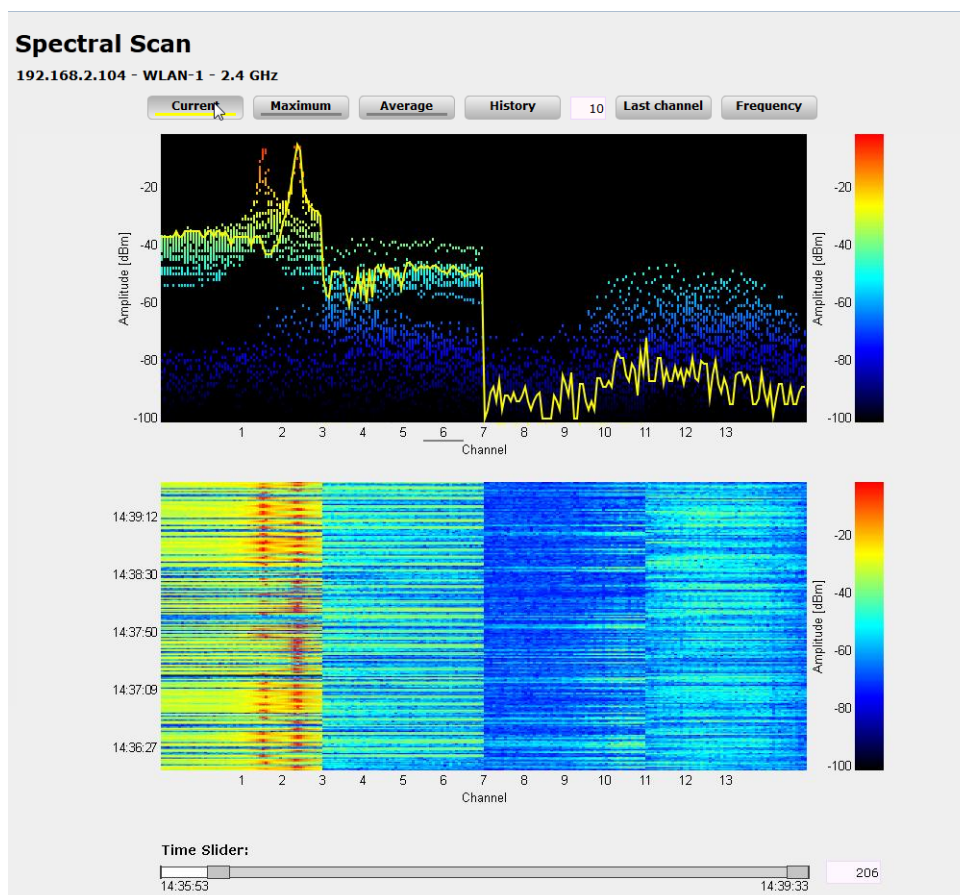 Spectral Scan
192.168.2.104 - WLAN-1 - 2.4 GHz
Current Maximum Average History 10 Last channel Frequency
Amplitude [dBm]
-20
-40
-60
-80
-100
1 2 3 4 5 6 7 8 9 10 11 12 13
Channel
Amplitude [dBm]
-20
-40
-60
-80
-100
14:39:12
14:38:30
14:37:50
14:37:09
14:36:27
1 2 3 4 5 6 7 8 9 10 11 12 13
Channel
Amplitude [dBm]
-20
-40
-60
-80
-100
Time Slider:
206
14:35:53 14:39:33